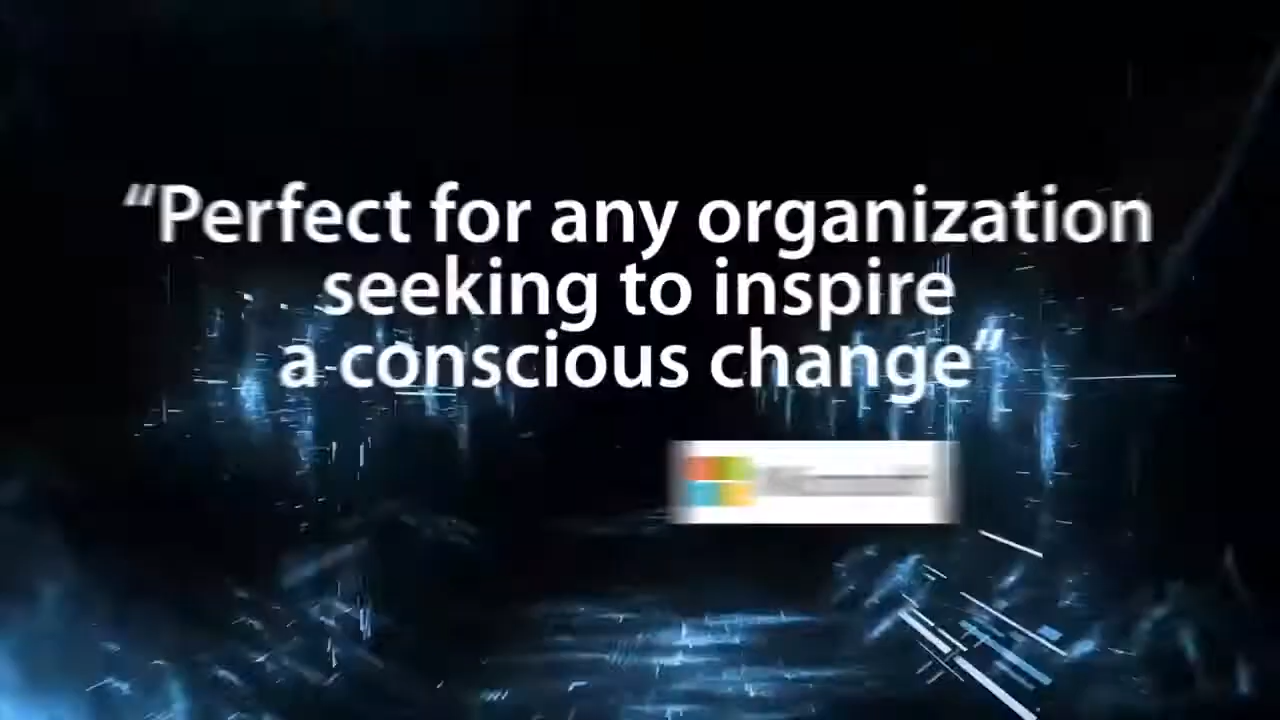 “Perfect for any organization
seeking to inspire
a conscious change”